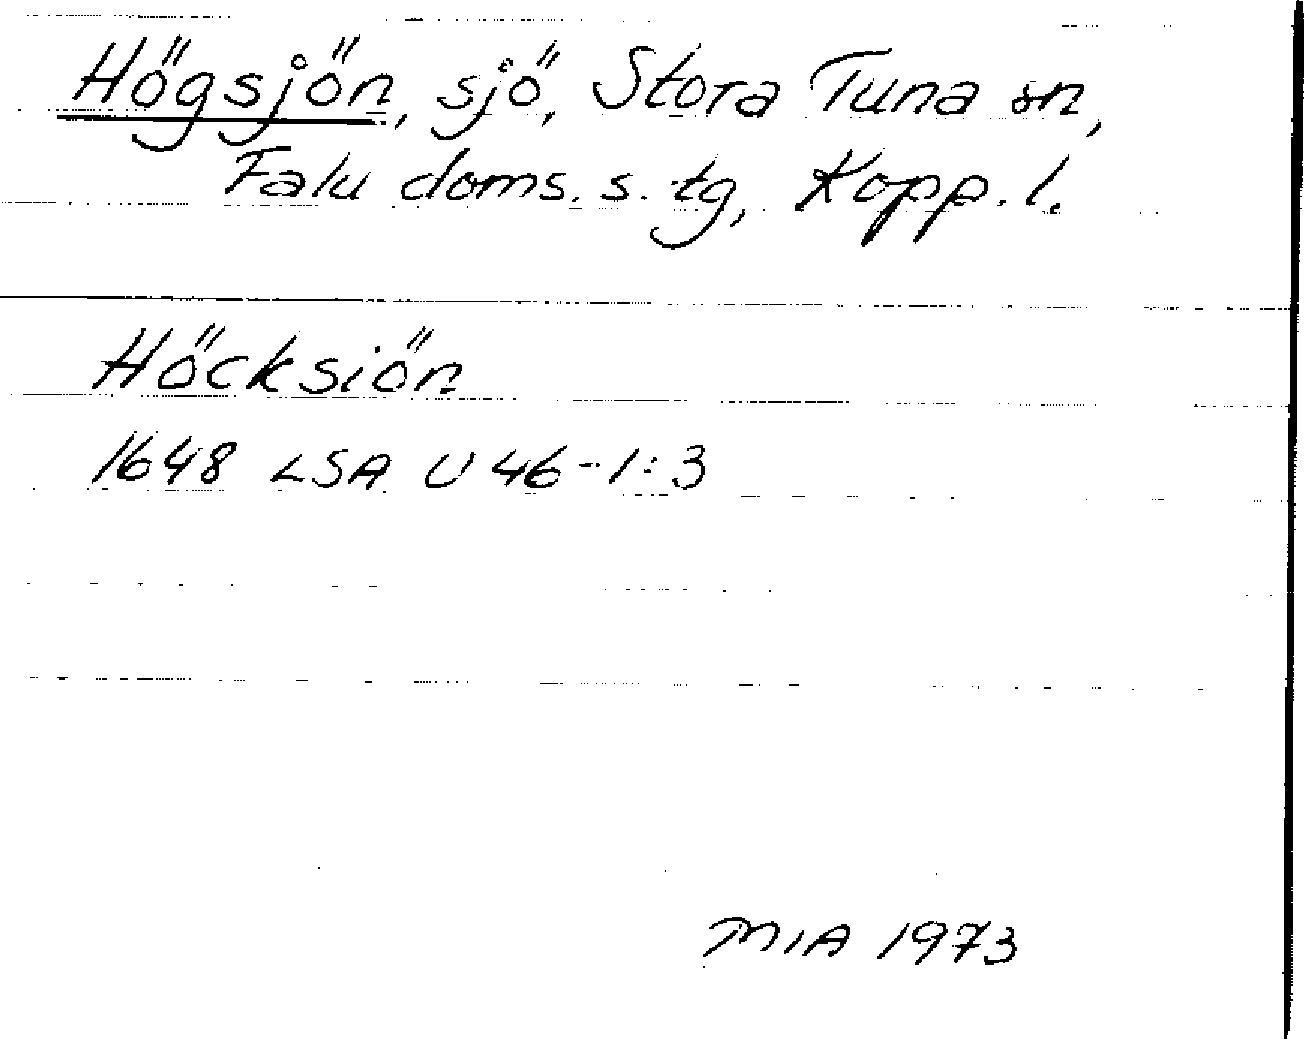 Högsjön, sjö, Stora Tuna sn,
Falu doms. s. tg, Kopp. l.
Höcksiön
1648 LSA U 46-1:3
MIA 1973